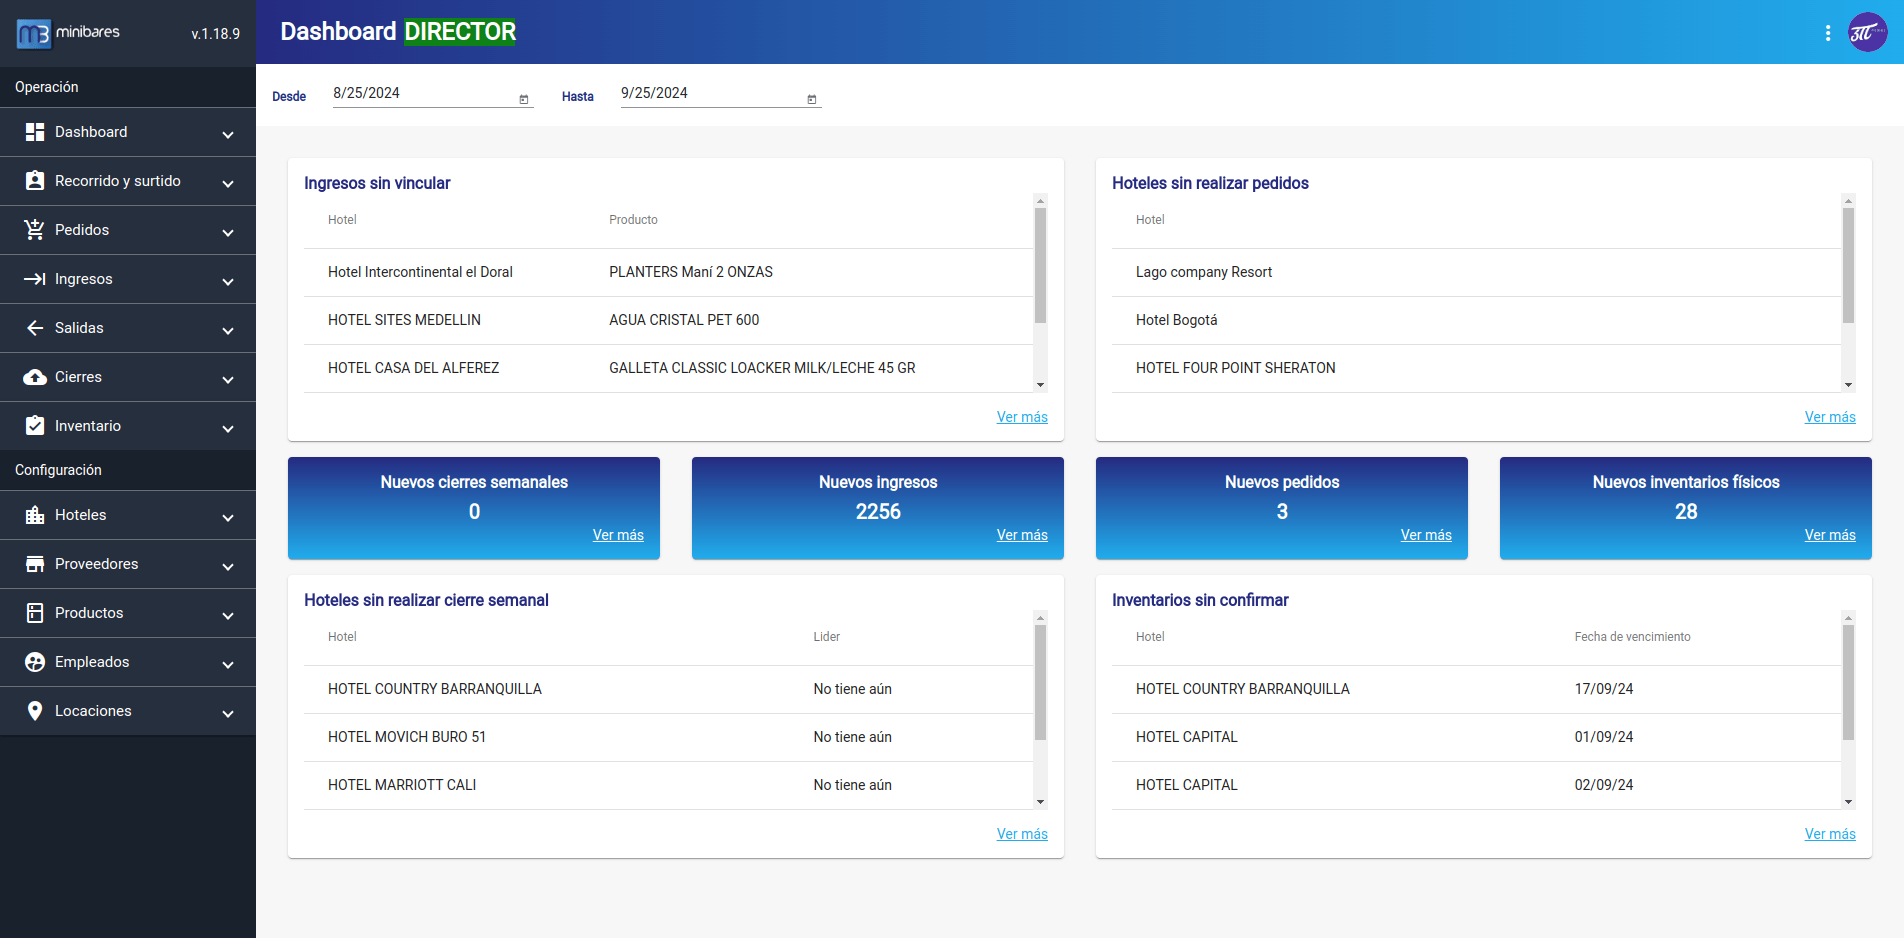 minibares
v.1.18.9
Operación
Dashboard
Recorrido y surtido
Pedidos
Ingresos
Salidas
Cierres
Inventario
Configuración
Hoteles
Proveedores
Productos
Empleados
Locaciones
Dashboard DIRECTOR
Desde 8/25/2024 Hasta 9/25/2024
Ingresos sin vincular
Hotel Producto
Hotel Intercontinental el Doral PLANTERS Maní 2 ONZAS
HOTEL SITES MEDELLIN AGUA CRISTAL PET 600
HOTEL CASA DEL ALFEREZ GALLETA CLASSIC LOACKER MILK/LECHE 45 GR
Ver más
Hoteles sin realizar pedidos
Hotel
Lago company Resort
Hotel Bogotá
HOTEL FOUR POINT SHERATON
Ver más
Nuevos cierres semanales
0
Ver más
Nuevos ingresos
2256
Ver más
Nuevos pedidos
3
Ver más
Nuevos inventarios físicos
28
Ver más
Hoteles sin realizar cierre semanal
Hotel Lider
HOTEL COUNTRY BARRANQUILLA No tiene aún
HOTEL MOVICH BURO 51 No tiene aún
HOTEL MARRIOTT CALI No tiene aún
Ver más
Inventarios sin confirmar
Hotel Fecha de vencimiento
HOTEL COUNTRY BARRANQUILLA 17/09/24
HOTEL CAPITAL 01/09/24
HOTEL CAPITAL 02/09/24
Ver más